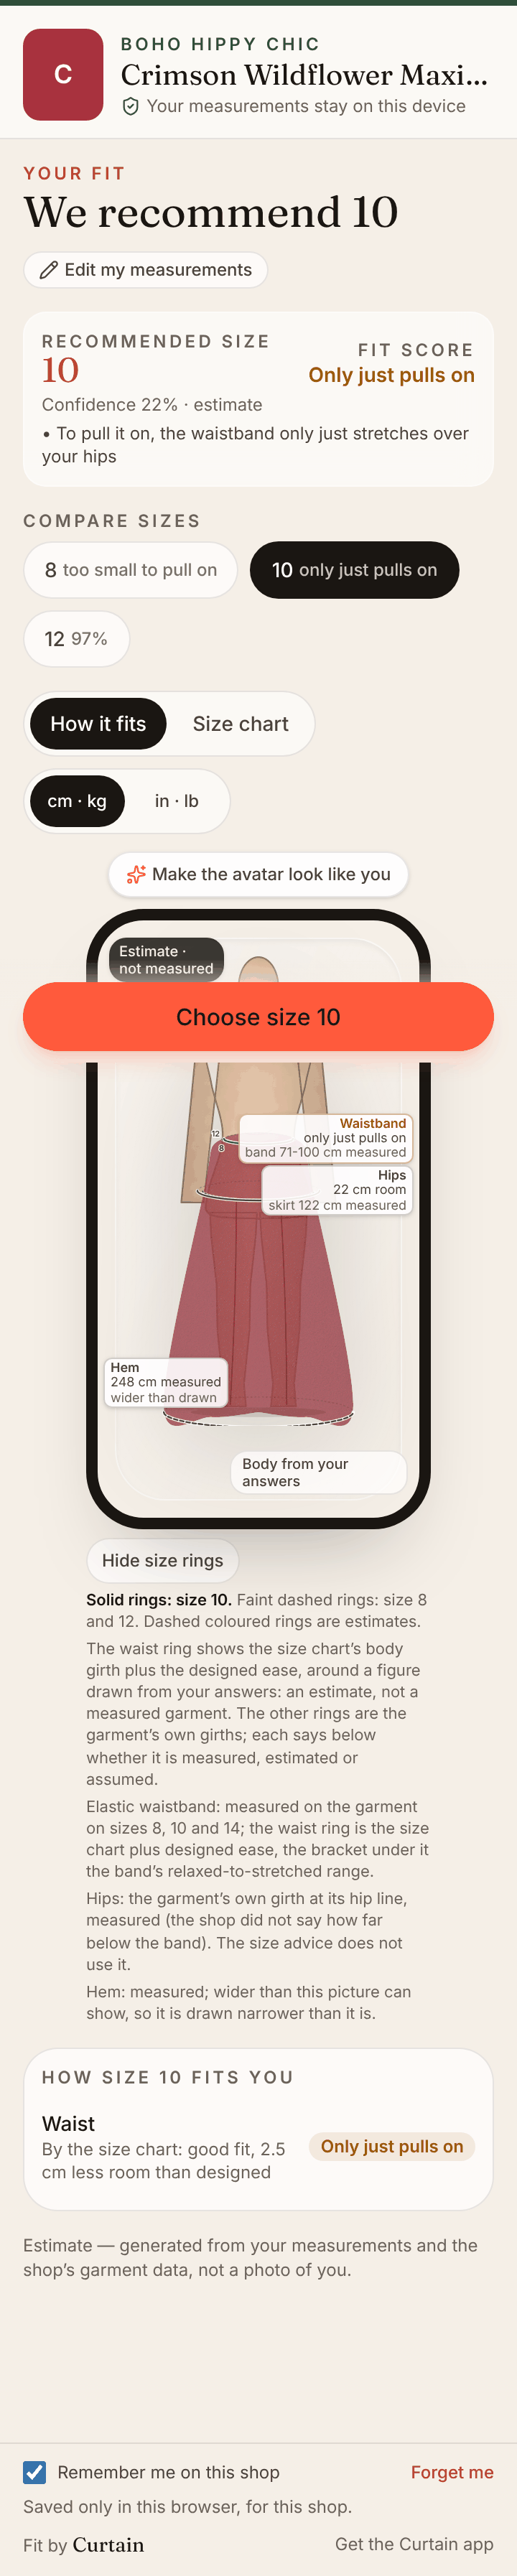 C
BOHO HIPPY CHIC
Crimson Wildflower Maxi...
Your measurements stay on this device
YOUR FIT
We recommend 10
Edit my measurements
RECOMMENDED SIZE
10
Confidence 22% · estimate
FIT SCORE
Only just pulls on
• To pull it on, the waistband only just stretches over
your hips
COMPARE SIZES
8 too small to pull on
10 only just pulls on
12 97%
How it fits
Size chart
cm · kg
in · lb
Make the avatar look like you
Estimate ·
not measured
Choose size 10
12
8
Waistband
only just pulls on
band 71-100 cm measured
Hips
22 cm room
skirt 122 cm measured
Hem
248 cm measured
wider than drawn
Body from your
answers
Hide size rings
Solid rings: size 10. Faint dashed rings: size 8
and 12. Dashed coloured rings are estimates.
The waist ring shows the size chart’s body
girth plus the designed ease, around a figure
drawn from your answers: an estimate, not a
measured garment. The other rings are the
garment’s own girths; each says below
whether it is measured, estimated or
assumed.
Elastic waistband: measured on the garment
on sizes 8, 10 and 14; the waist ring is the size
chart plus designed ease, the bracket under it
the band’s relaxed-to-stretched range.
Hips: the garment’s own girth at its hip line,
measured (the shop did not say how far
below the band). The size advice does not
use it.
Hem: measured; wider than this picture can
show, so it is drawn narrower than it is.
HOW SIZE 10 FITS YOU
Waist
By the size chart: good fit, 2.5
cm less room than designed
Only just pulls on
Estimate — generated from your measurements and the
shop’s garment data, not a photo of you.
Remember me on this shop
Forget me
Saved only in this browser, for this shop.
Fit by Curtain
Get the Curtain app